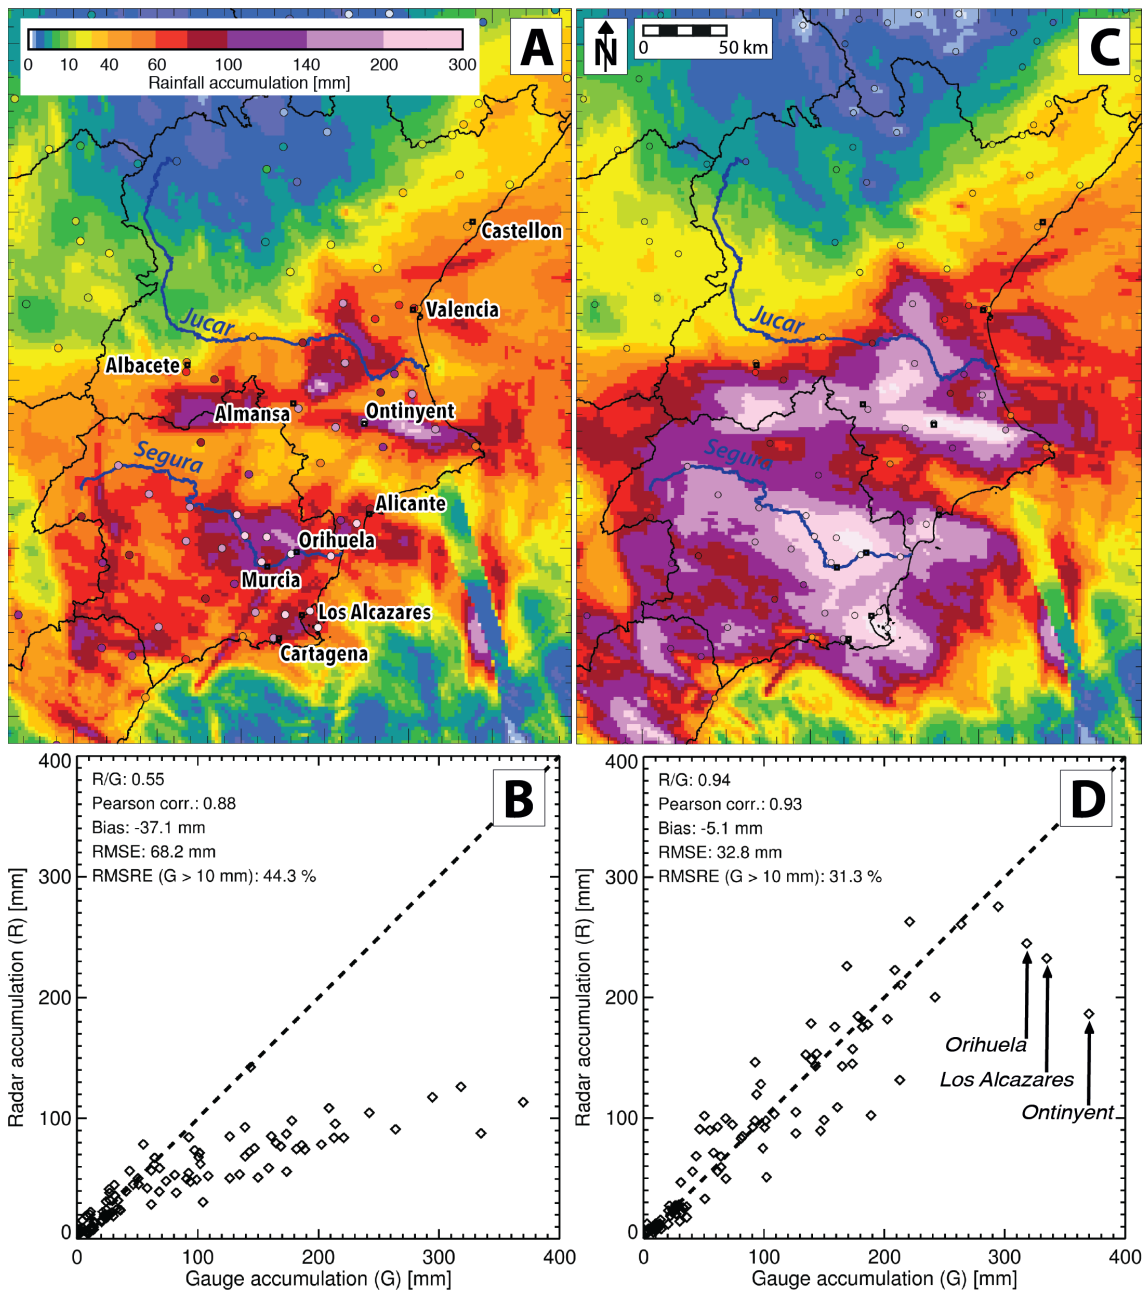 0 10 40 60 100 140 200 300
Rainfall accumulation [mm]
A
Castellon
Valencia
Jucar
Albacete
Almansa
Ontinyent
Segura
Alicante
Orihuela
Murcia
Los Alcazares
Cartagena
N
0 50 km
C
Jucar
Segura
B
R/G: 0.55
Pearson corr.: 0.88
Bias: -37.1 mm
RMSE: 68.2 mm
RMSRE (G > 10 mm): 44.3 %
400
300
200
100
0
0 100 200 300 400
Radar accumulation (R) [mm]
Gauge accumulation (G) [mm]
D
R/G: 0.94
Pearson corr.: 0.93
Bias: -5.1 mm
RMSE: 32.8 mm
RMSRE (G > 10 mm): 31.3 %
400
300
200
100
0
0 100 200 300 400
Radar accumulation (R) [mm]
Gauge accumulation (G) [mm]
Orihuela
Los Alcazares
Ontinyent